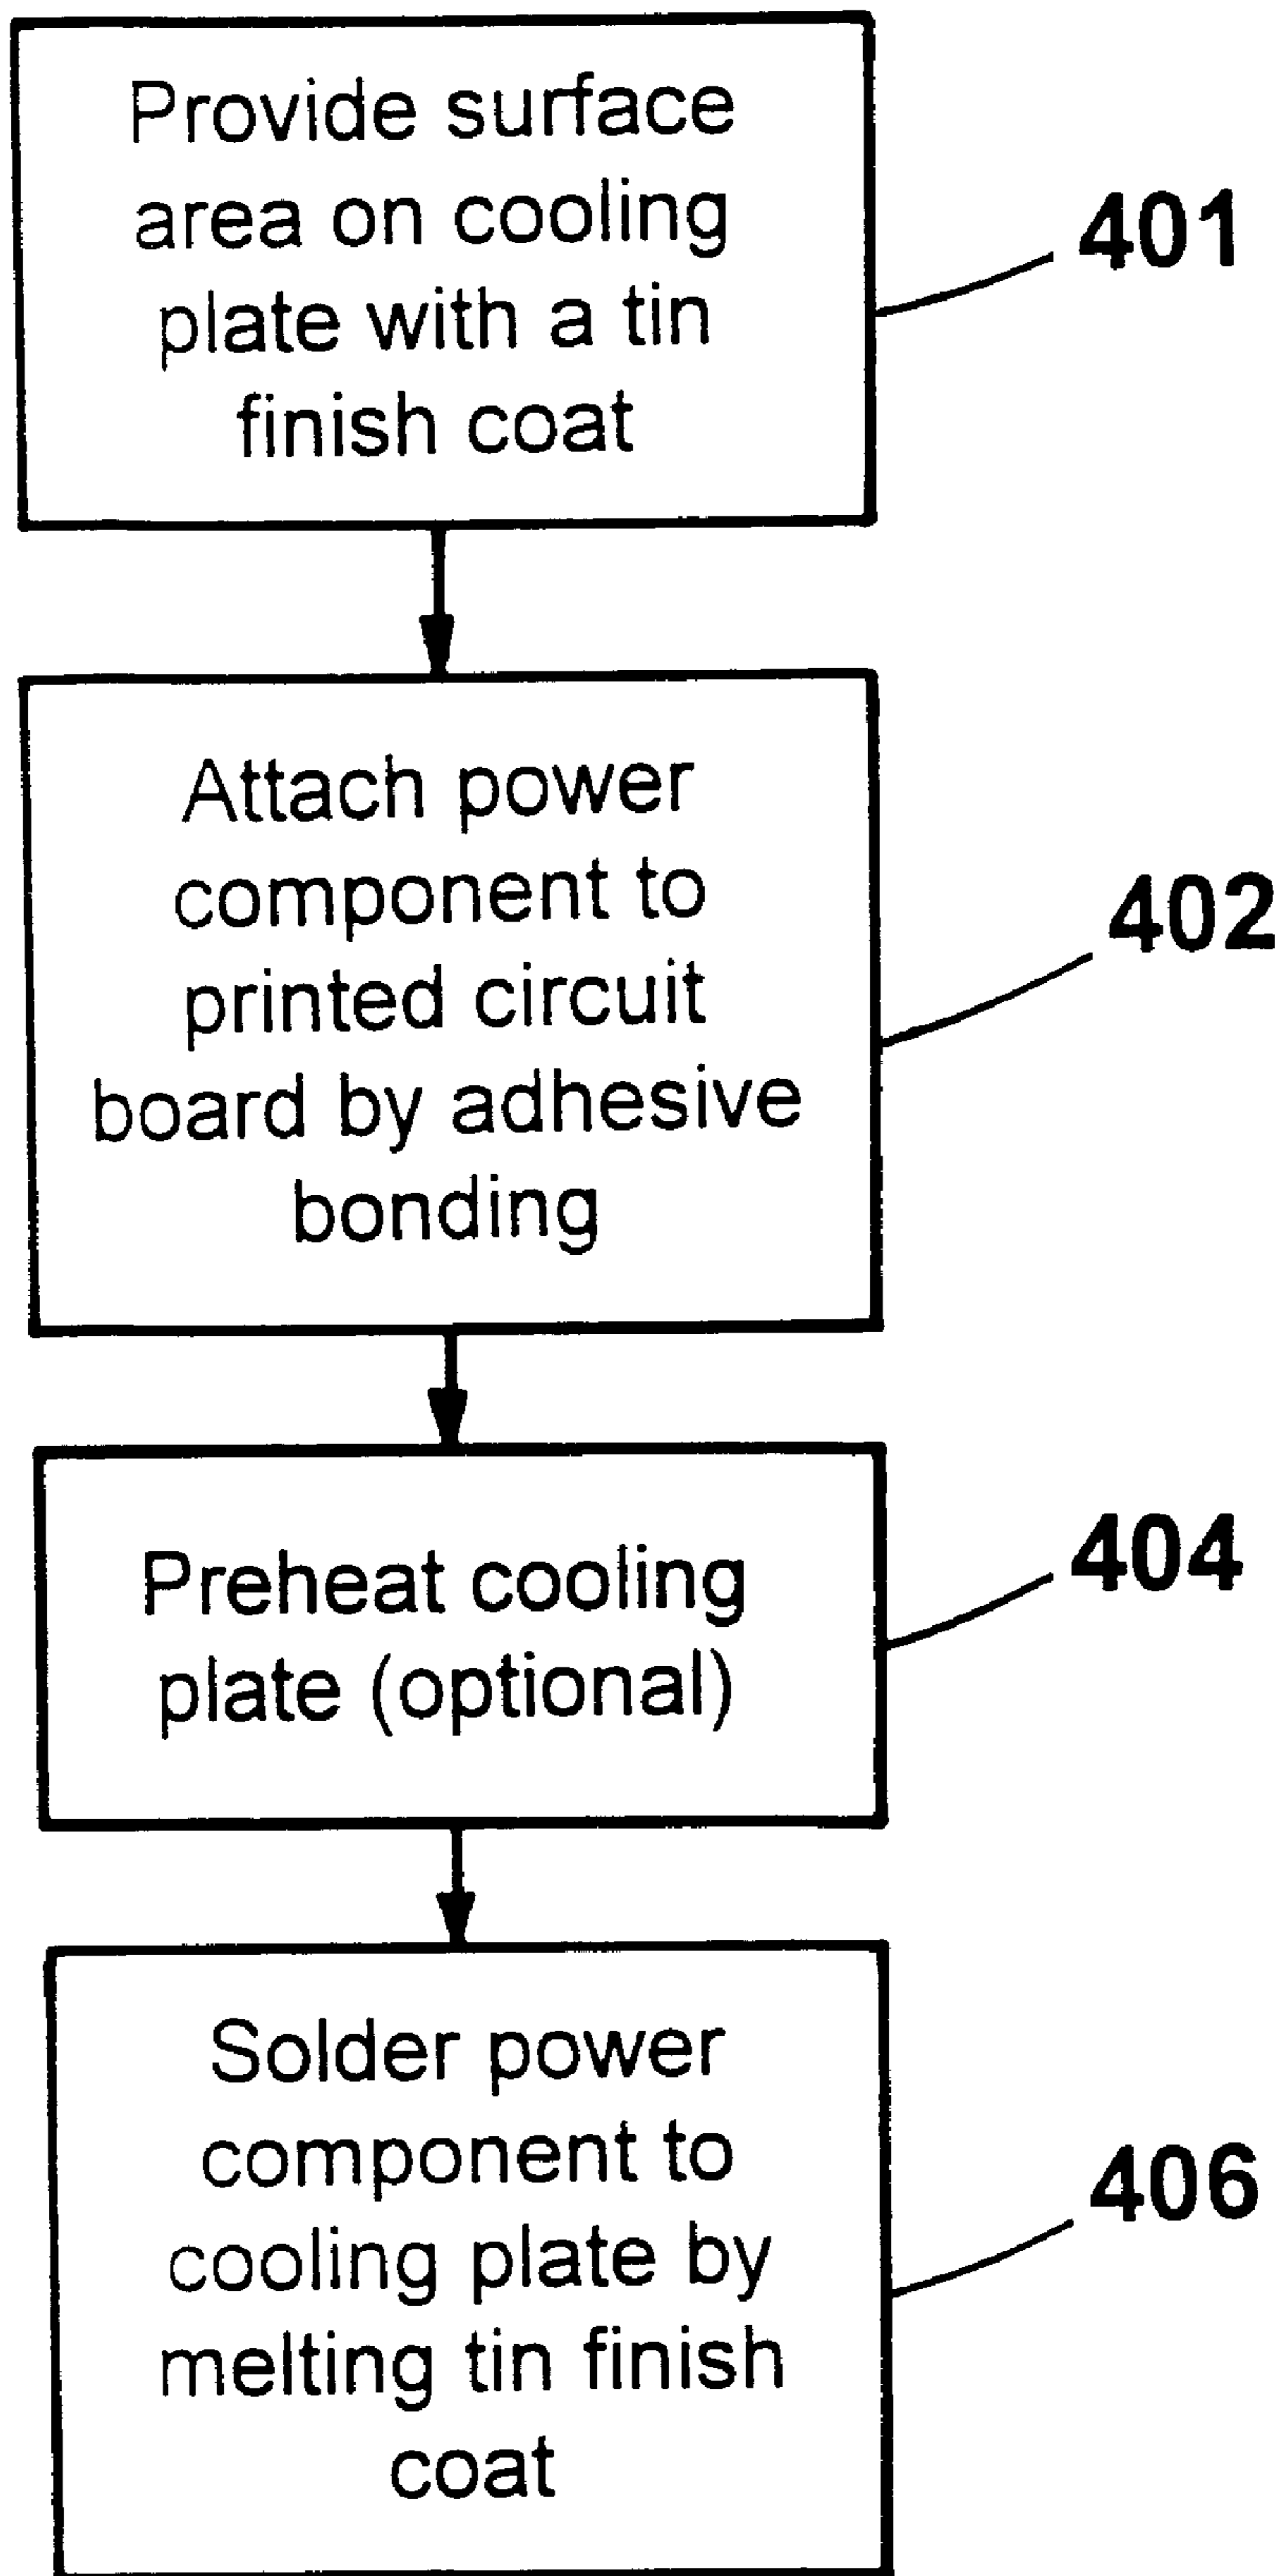 Provide surface
area on cooling
plate with a tin
finish coat
401
Attach power
component to
printed circuit
board by adhesive
bonding
402
Preheat cooling
plate (optional)
404
Solder power
component to
cooling plate by
melting tin finish
coat
406